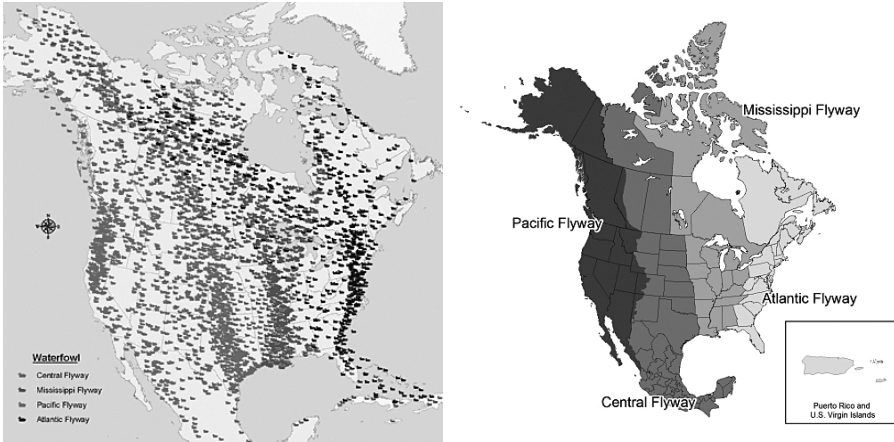 Waterfowl
Central Flyway
Mississippi Flyway
Pacific Flyway
Atlantic Flyway
Mississippi Flyway
Pacific Flyway
Atlantic Flyway
Central Flyway
Puerto Rico and
U.S. Virgin Islands